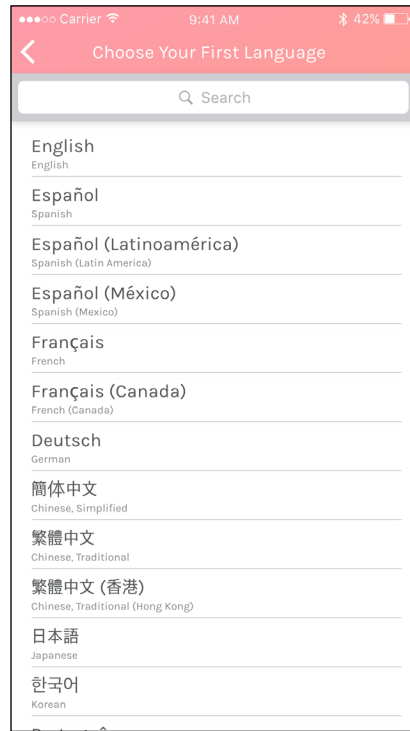 Carrier 9:41 AM 42%
Choose Your First Language
Search
English
English
Español
Spanish
Español (Latinoamérica)
Spanish (Latin America)
Español (México)
Spanish (Mexico)
Français
French
Français (Canada)
French (Canada)
Deutsch
German
簡体中文
Chinese, Simplified
繁體中文
Chinese, Traditional
繁體中文 (香港)
Chinese, Traditional (Hong Kong)
日本語
Japanese
한국어
Korean